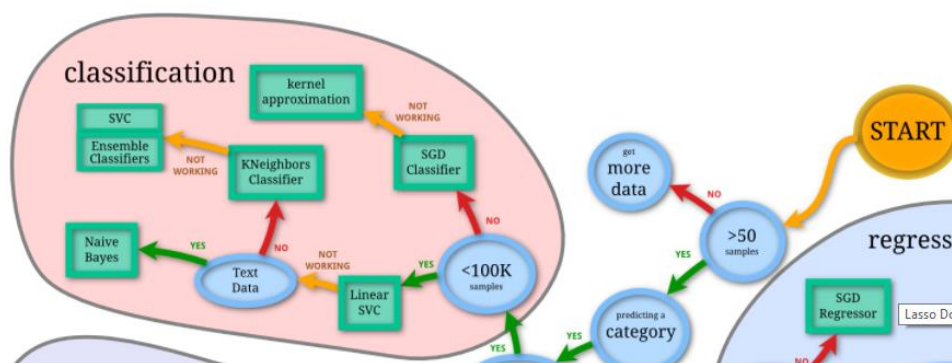 classification
kernel
approximation
NOT
WORKING
SVC
Ensemble
Classifiers
NOT
WORKING
KNeighbors
Classifier
SGD
Classifier
NO
Naive
Bayes
YES
NO
Text
Data
NOT
WORKING
Linear
SVC
YES
<100K
samples
YES
START
get
more
data
NO
>50
samples
YES
predicting a
category
YES
regress
SGD
Regressor
Lasso Do
NO